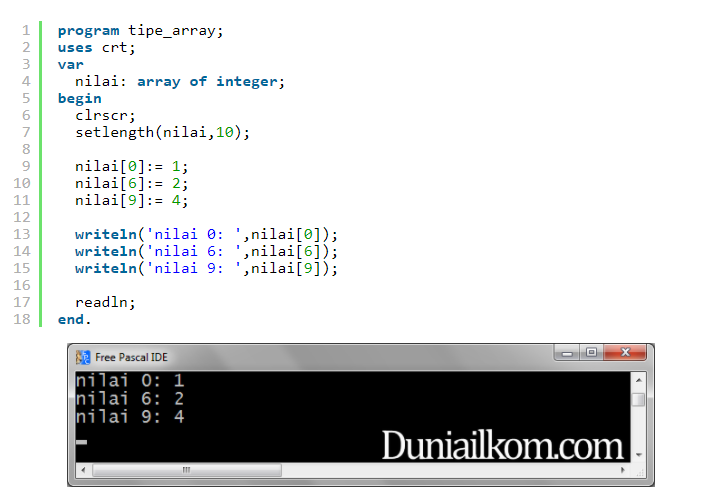 1 program tipe_array;
2 uses crt;
3 var
4 nilai: array of integer;
5 begin
6 clrscr;
7 setlength(nilai,10);
8
9 nilai[0]:= 1;
10 nilai[6]:= 2;
11 nilai[9]:= 4;
12
13 writeln('nilai 0: ',nilai[0]);
14 writeln('nilai 6: ',nilai[6]);
15 writeln('nilai 9: ',nilai[9]);
16
17 readln;
18 end.
Free Pascal IDE
nilai 0: 1
nilai 6: 2
nilai 9: 4
Duniailkom.com